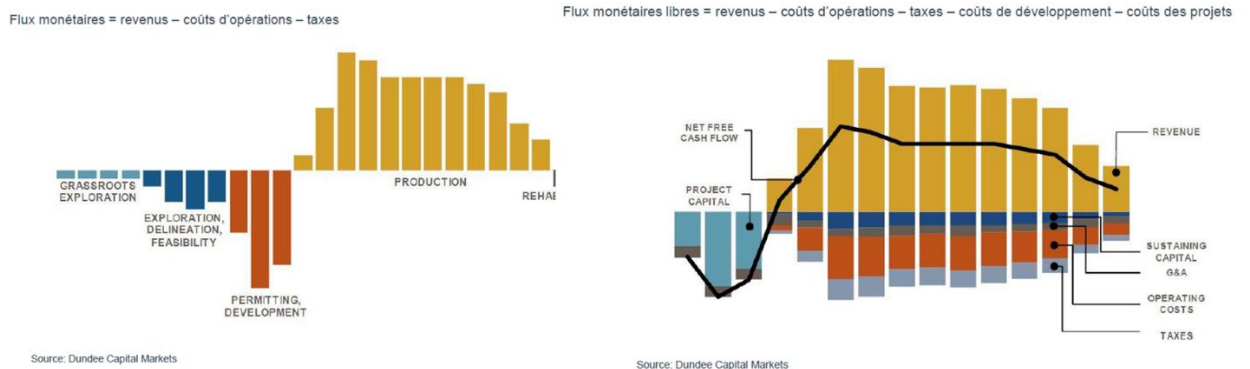 Flux monétaires = revenus – coûts d'opérations – taxes
GRASSROOTS
EXPLORATION
EXPLORATION,
DELINEATION,
FEASIBILITY
PERMITTING,
DEVELOPMENT
PRODUCTION
REHAB
Source: Dundee Capital Markets
Flux monétaires libres = revenus – coûts d'opérations – taxes – coûts de développement – coûts des projets
NET FREE
CASH FLOW
PROJECT
CAPITAL
REVENUE
SUSTAINING
CAPITAL
G&A
OPERATING
COSTS
TAXES
Source: Dundee Capital Markets